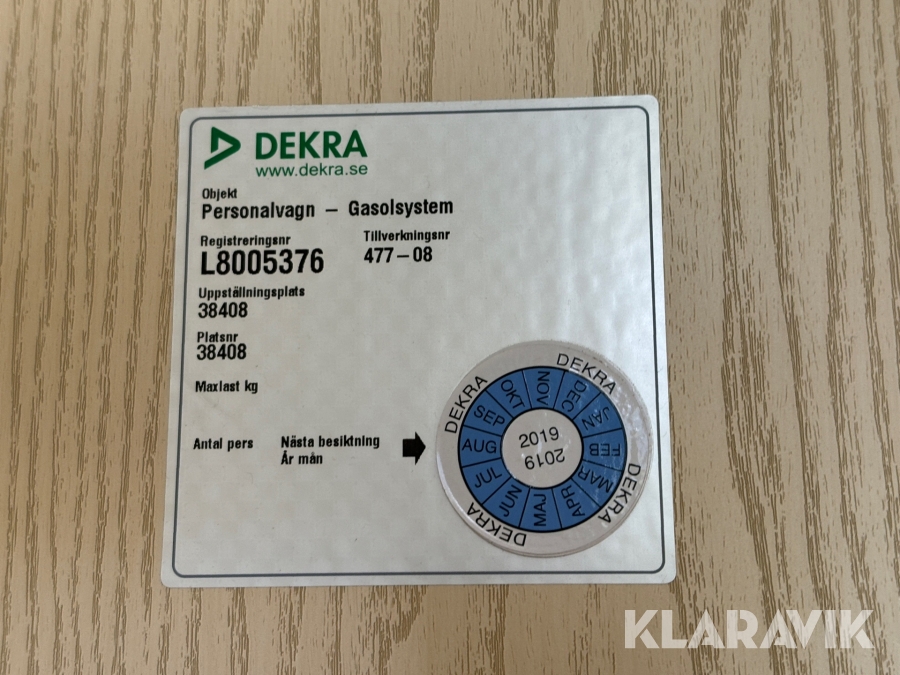 DEKRA
www.dekra.se
Objekt
Personalvagn – Gasolsystem
Registreringsnr
L8005376
Tillverkningsnr
477–08
Uppställningsplats
38408
Platsnr
38408
Maxlast kg
Antal pers
Nästa besiktning
År mån
DEKRA
DEKRA
DEKRA
DEKRA
JAN
FEB
MAR
APR
MAJ
JUN
JUL
AUG
SEP
OKT
NOV
DEC
2019
2019
KLARAVIK